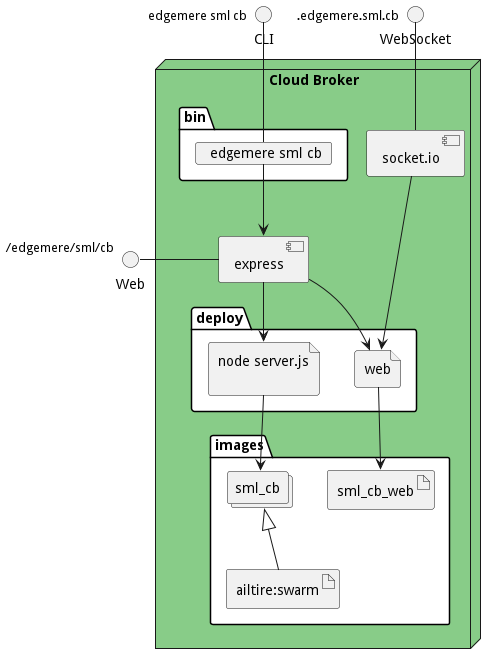 edgemere sml cb
.edgemere.sml.cb
CLI
WebSocket
Cloud Broker
bin
edgemere sml cb
socket.io
/edgemere/sml/cb
Web
express
deploy
node server.js
web
images
sml_cb
sml_cb_web
ailtire:swarm